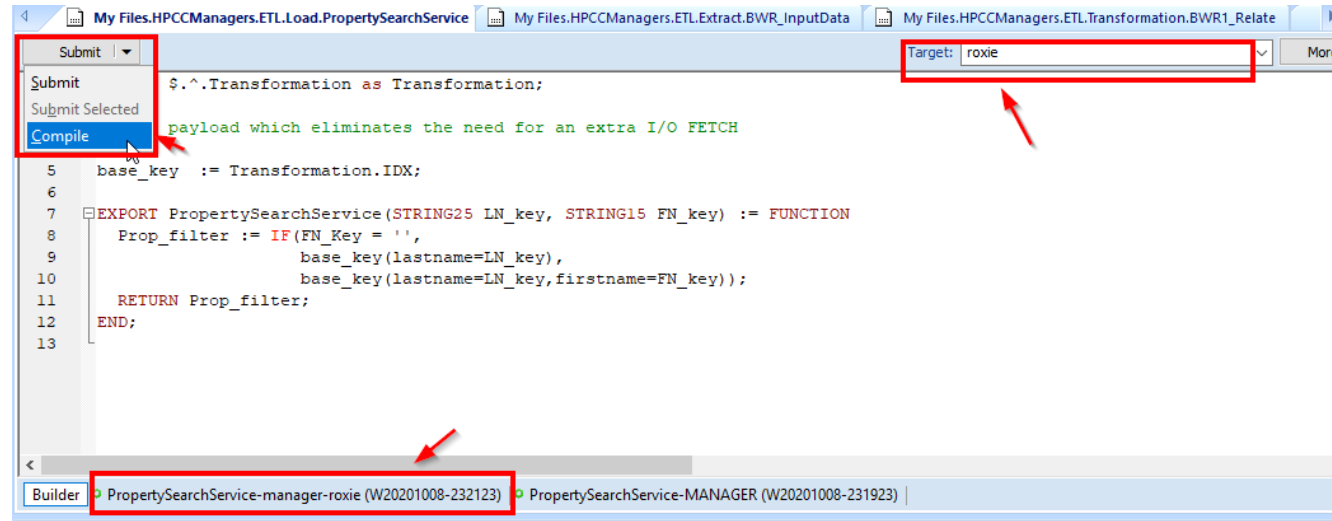 My Files.HPCCManagers.ETL.Load.PropertySearchService My Files.HPCCManagers.ETL.Extract.BWR_InputData My Files.HPCCManagers.ETL.Transformation.BWR1_Relate
Submit Target: roxie
Submit $.^.Transformation as Transformation;
Submit Selected
Compile payload which eliminates the need for an extra I/O FETCH
5 base_key := Transformation.IDX;
6
7 EXPORT PropertySearchService(STRING25 LN_key, STRING15 FN_key) := FUNCTION
8 Prop_filter := IF(FN_Key = '',
9 base_key(lastname=LN_key),
10 base_key(lastname=LN_key,firstname=FN_key));
11 RETURN Prop_filter;
12 END;
13
Builder PropertySearchService-manager-roxie (W20201008-232123) PropertySearchService-MANAGER (W20201008-231923)